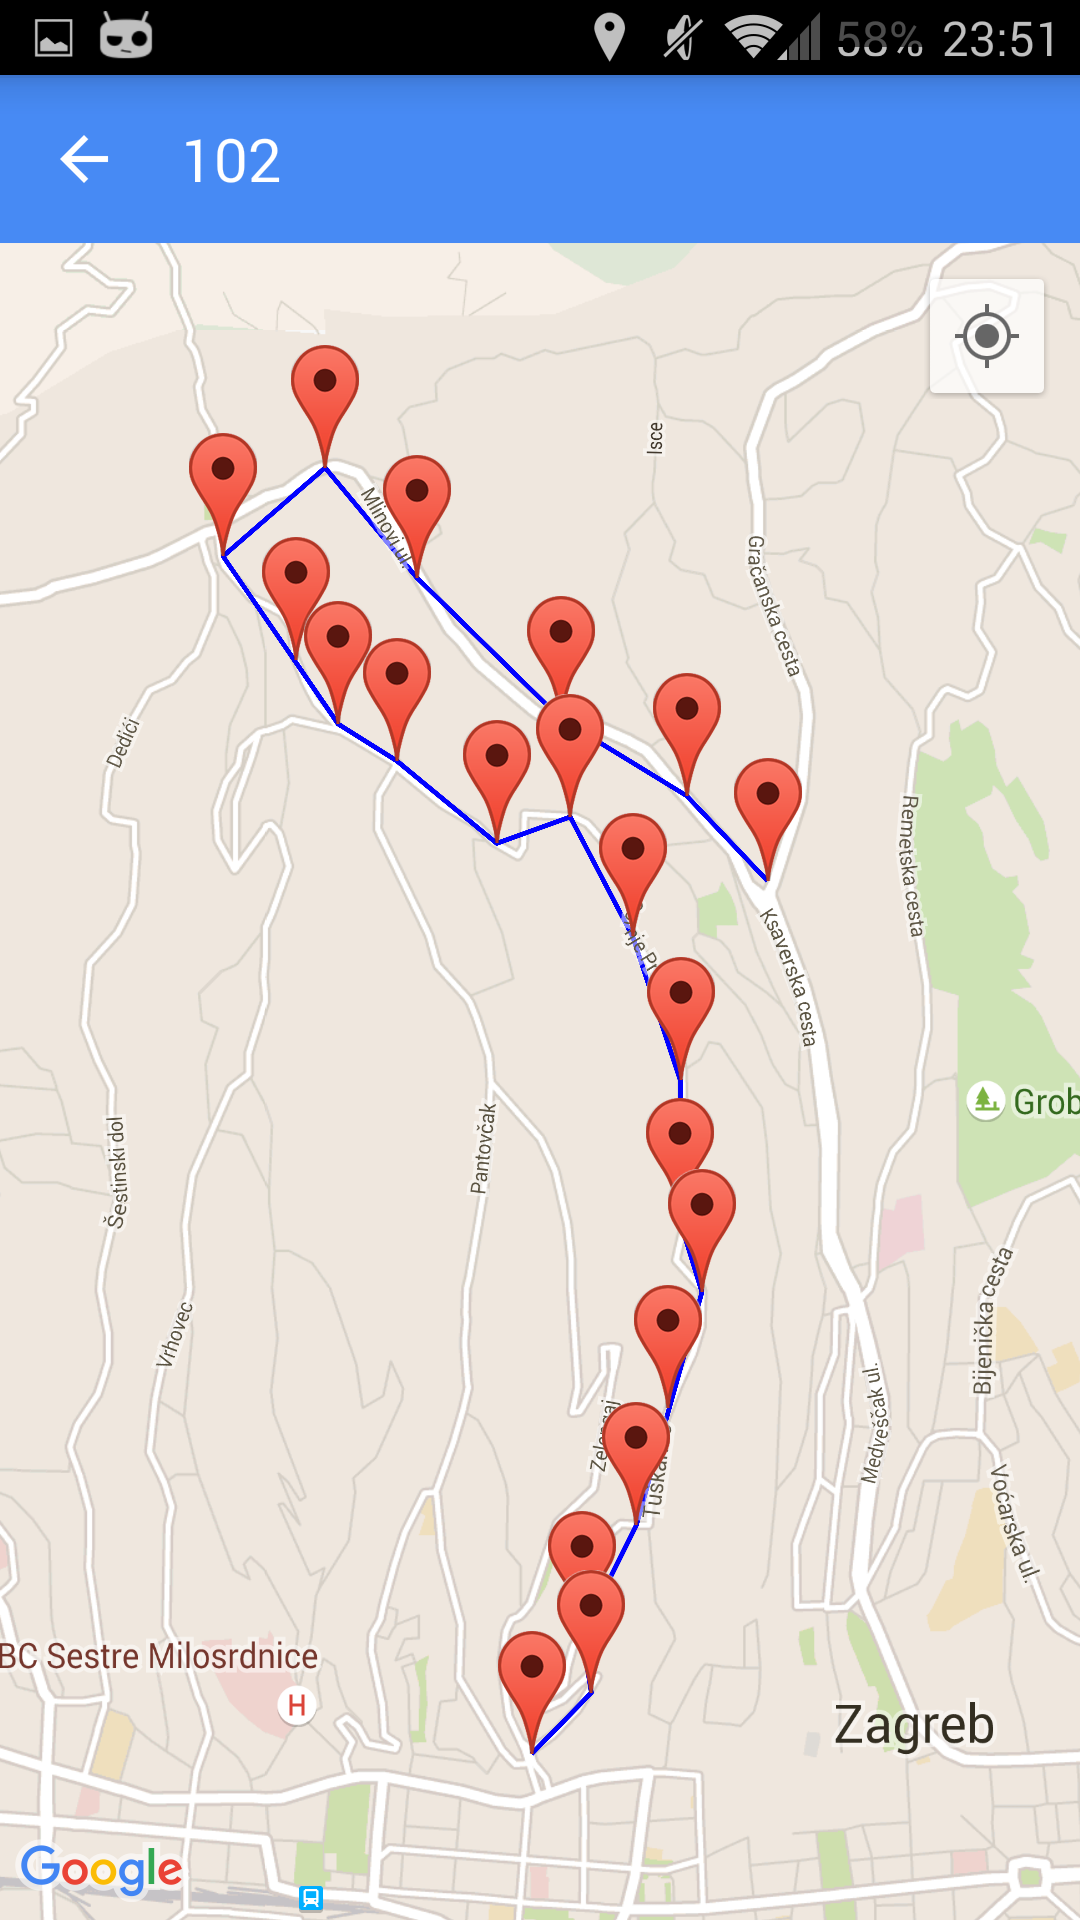 58% 23:51
102
Isce
Mlinovi ul.
Gračanska cesta
Dedići
Remetska cesta
Ksaverska cesta
Grob
Pantovčak
Šestinski dol
Bijenička cesta
Vrhovec
Medveščak ul.
Voćarska ul.
BC Sestre Milosrdnice
H
Zagreb
Google